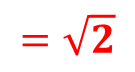 = √2